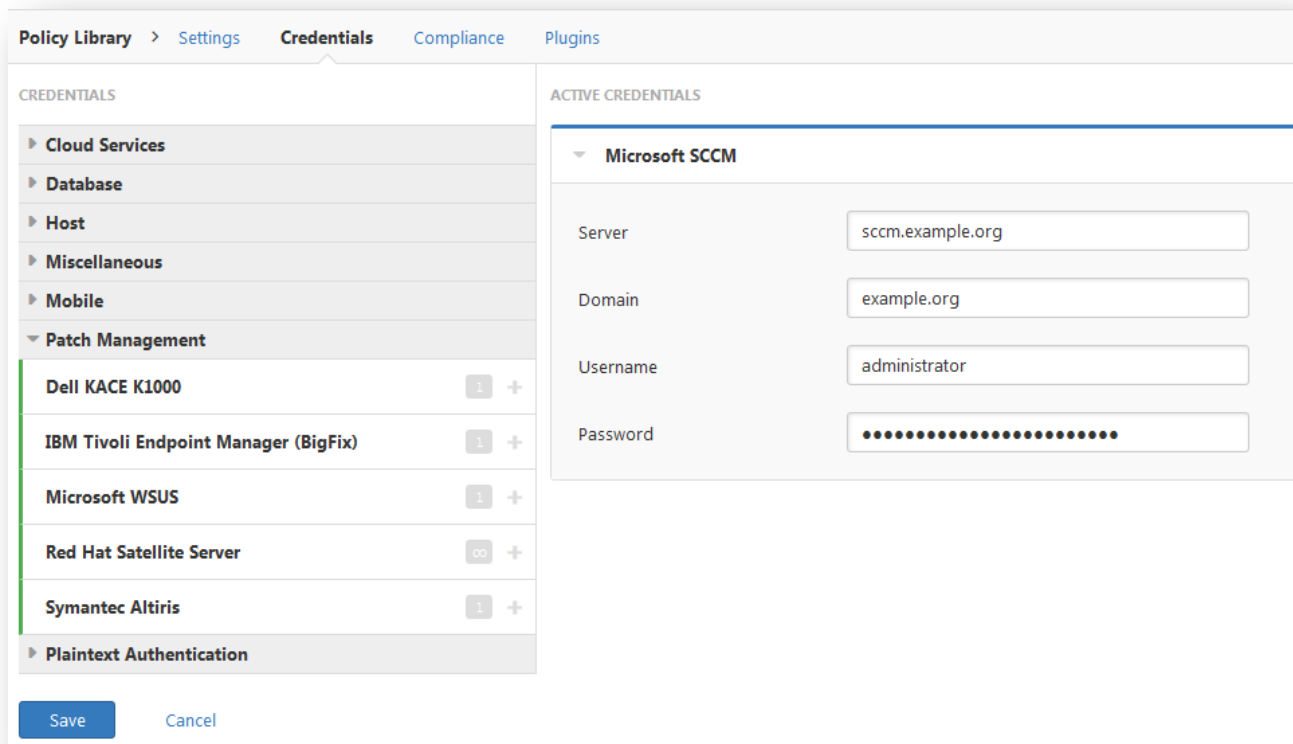 Policy Library > Settings Credentials Compliance Plugins
CREDENTIALS
Cloud Services
Database
Host
Miscellaneous
Mobile
Patch Management
Dell KACE K1000 1 +
IBM Tivoli Endpoint Manager (BigFix) 1 +
Microsoft WSUS 1 +
Red Hat Satellite Server ∞ +
Symantec Altiris 1 +
Plaintext Authentication
Save Cancel
ACTIVE CREDENTIALS
Microsoft SCCM
Server sccm.example.org
Domain example.org
Username administrator
Password ••••••••••••••••••••••••